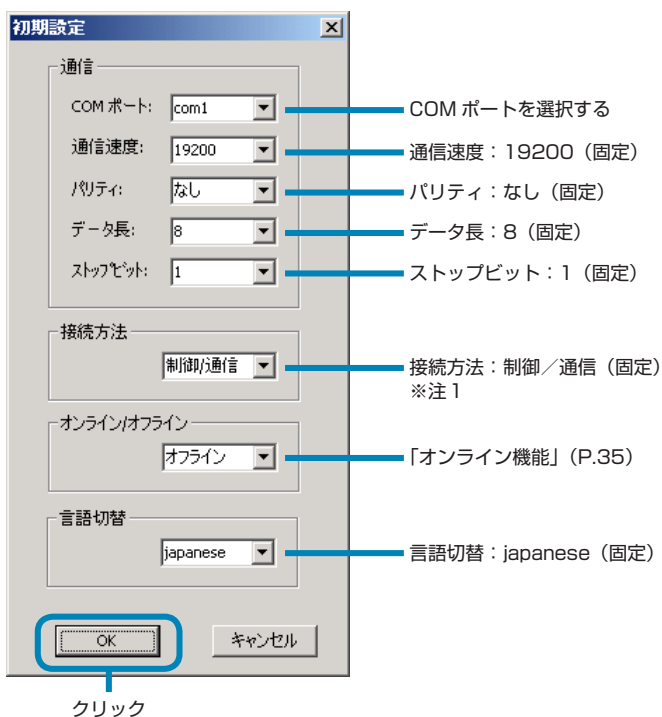 初期設定
通信
COM ポート: com1 COM ポートを選択する
通信速度: 19200 通信速度：19200（固定）
パリティ: なし パリティ：なし（固定）
データ長: 8 データ長：8（固定）
ストップビット: 1 ストップビット：1（固定）
接続方法
制御/通信 接続方法：制御／通信（固定）
※注1
オンライン/オフライン
オフライン 「オンライン機能」（P.35）
言語切替
japanese 言語切替：japanese（固定）
OK キャンセル
クリック